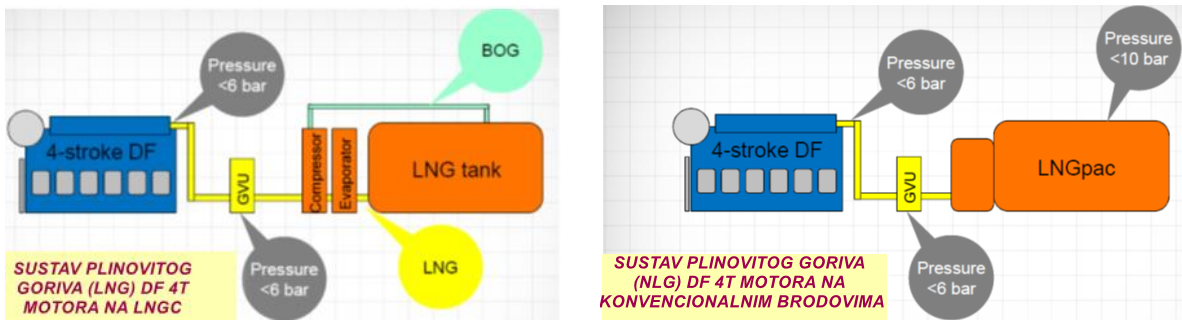 BOG
Pressure
<6 bar
4-stroke DF
GVU
Compressor
Evaporator
LNG tank
Pressure
<6 bar
LNG
SUSTAV PLINOVITOG
GORIVA (LNG) DF 4T
MOTORA NA LNGC
Pressure
<10 bar
Pressure
<6 bar
4-stroke DF
GVU
LNGpac
Pressure
<6 bar
SUSTAV PLINOVITOG GORIVA
(NLG) DF 4T MOTORA NA
KONVENCIONALNIM BRODOVIMA